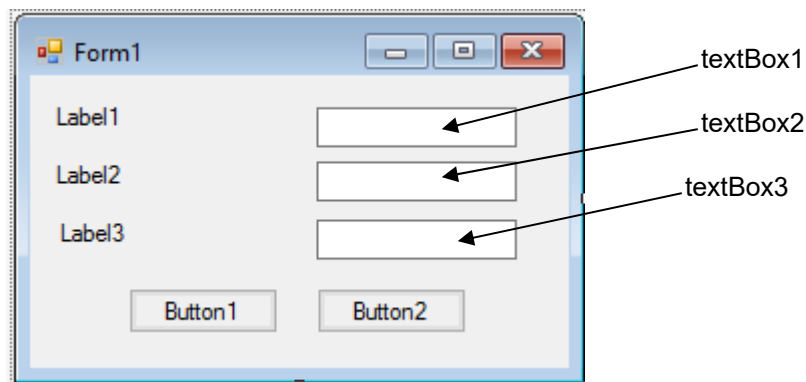 Form1
textBox1
Label1
textBox2
Label2
textBox3
Label3
Button1 Button2